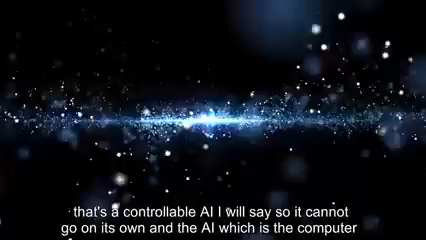 that's a controllable AI I will say so it cannot
go on its own and the AI which is the computer